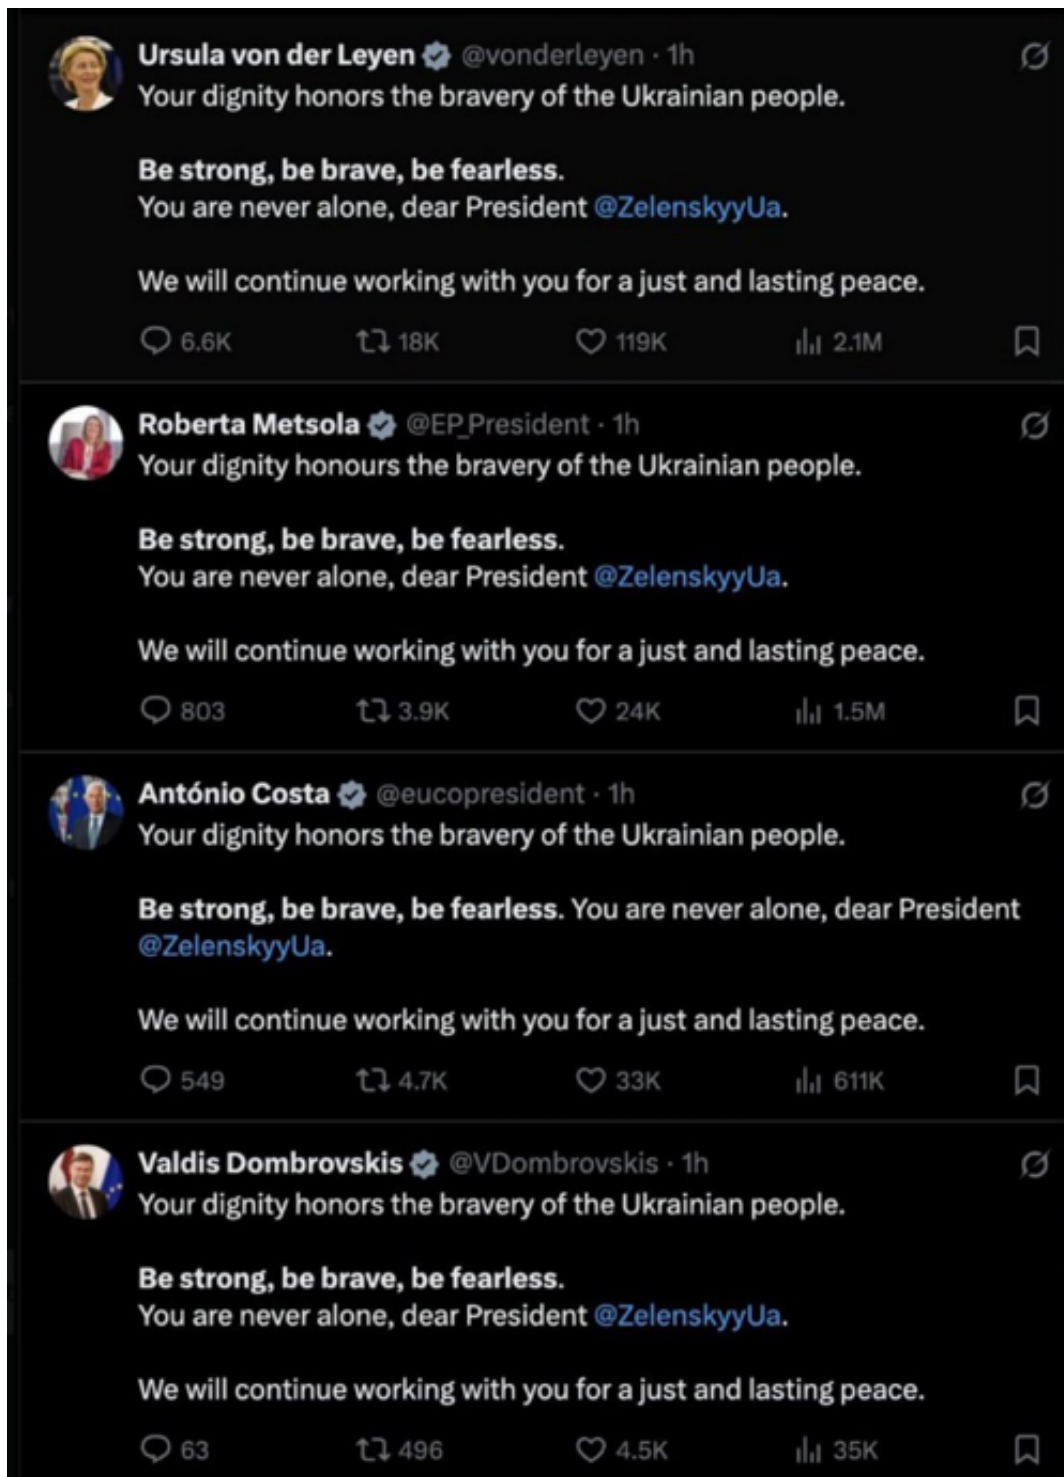 Ursula von der Leyen @vonderleyen · 1h
Your dignity honors the bravery of the Ukrainian people.
Be strong, be brave, be fearless.
You are never alone, dear President @ZelenskyyUa.
We will continue working with you for a just and lasting peace.
6.6K 18K 119K 2.1M
Roberta Metsola @EP_President · 1h
Your dignity honours the bravery of the Ukrainian people.
Be strong, be brave, be fearless.
You are never alone, dear President @ZelenskyyUa.
We will continue working with you for a just and lasting peace.
803 3.9K 24K 1.5M
António Costa @eucopresident · 1h
Your dignity honors the bravery of the Ukrainian people.
Be strong, be brave, be fearless. You are never alone, dear President
@ZelenskyyUa.
We will continue working with you for a just and lasting peace.
549 4.7K 33K 611K
Valdis Dombrovskis @VDombrovskis · 1h
Your dignity honors the bravery of the Ukrainian people.
Be strong, be brave, be fearless.
You are never alone, dear President @ZelenskyyUa.
We will continue working with you for a just and lasting peace.
63 496 4.5K 35K